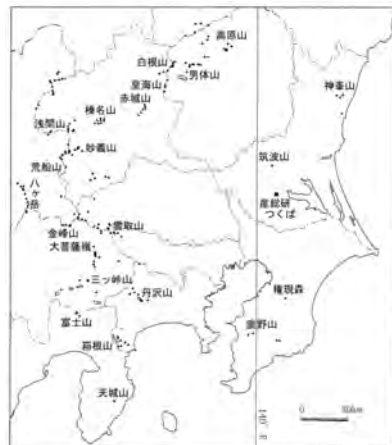 高原山
白根山
男体山
皇海山
神峯山
赤城山
榛名山
浅間山
妙義山
筑波山
荒船山
八ヶ岳
産総研
つくば
雲取山
金峰山
大菩薩嶺
三ッ峠山
丹沢山
権現森
富士山
鹿野山
箱根山
天城山
140° E
0